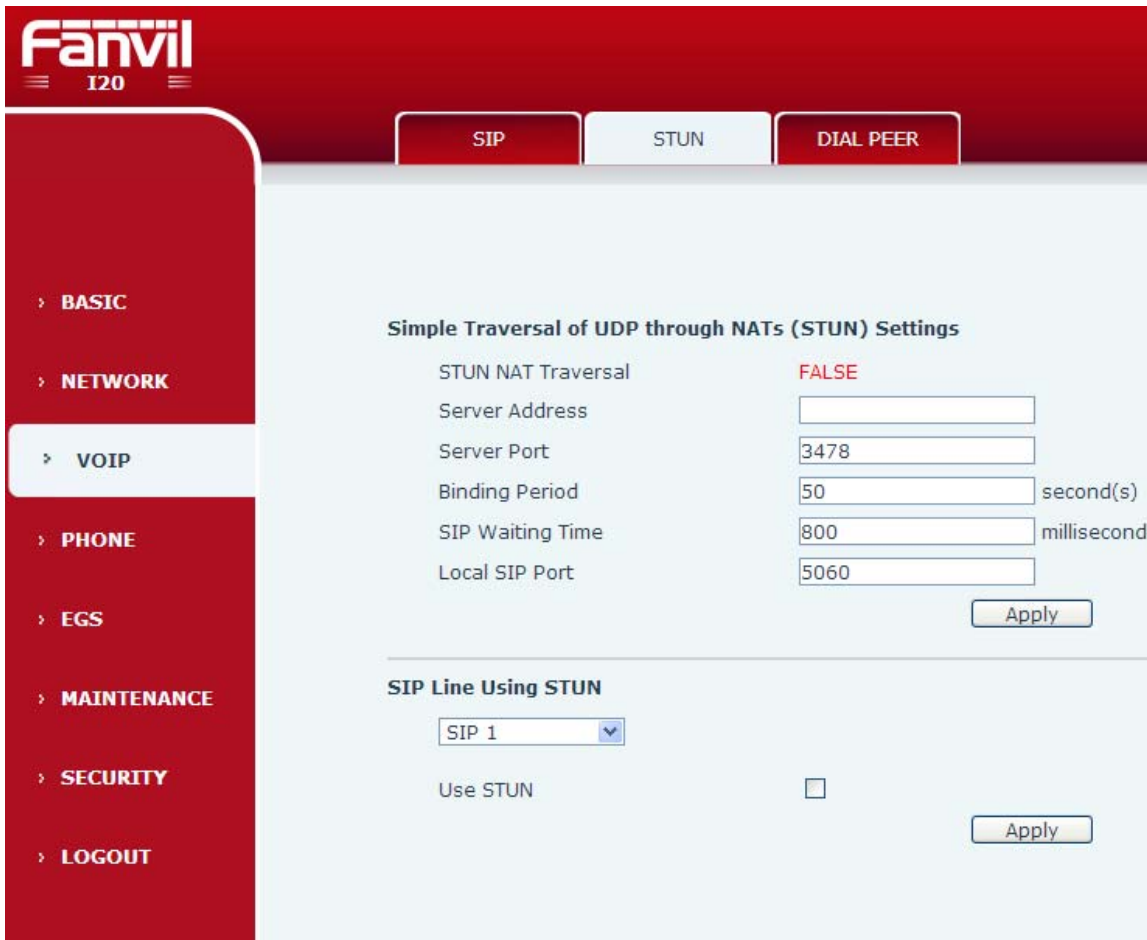 Fanvil
I20
SIP STUN DIAL PEER
BASIC
NETWORK
VOIP
PHONE
EGS
MAINTENANCE
SECURITY
LOGOUT
Simple Traversal of UDP through NATs (STUN) Settings
STUN NAT Traversal FALSE
Server Address
Server Port 3478
Binding Period 50 second(s)
SIP Waiting Time 800 millisecond
Local SIP Port 5060
Apply
SIP Line Using STUN
SIP 1
Use STUN
Apply